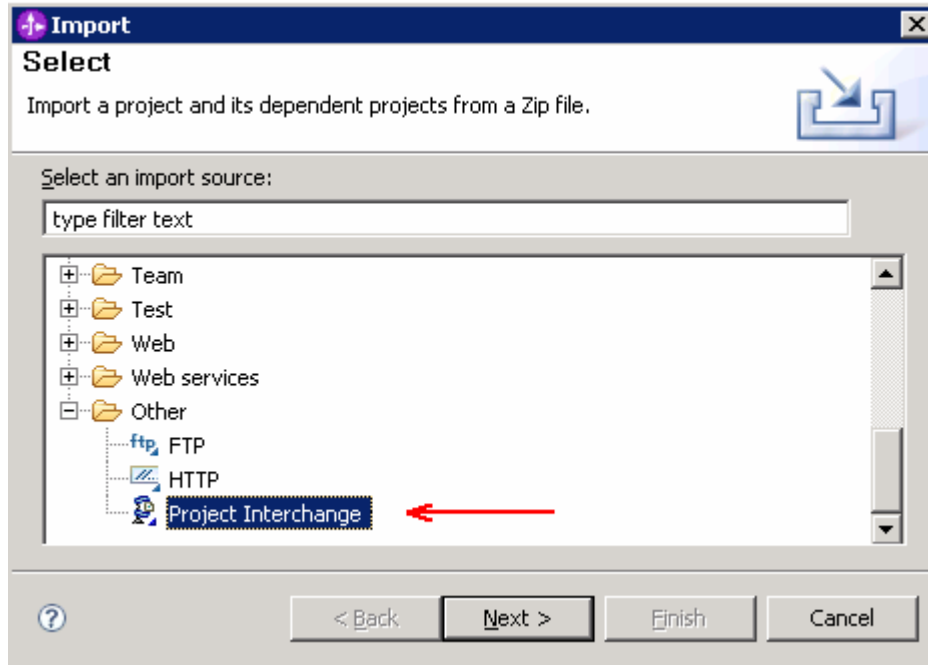 Import
Select
Import a project and its dependent projects from a Zip file.
Select an import source:
type filter text
Team
Test
Web
Web services
Other
ftp FTP
HTTP
Project Interchange
? < Back Next > Finish Cancel